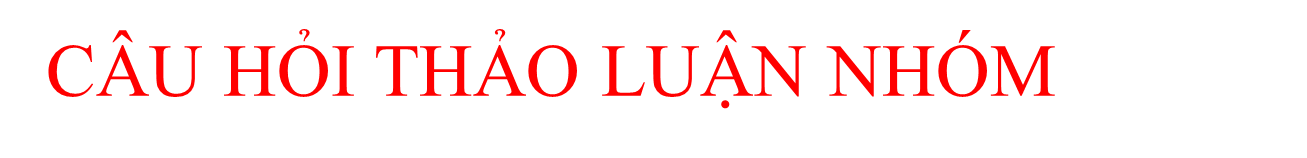 CÂU HỎI THẢO LUẬN NHÓM